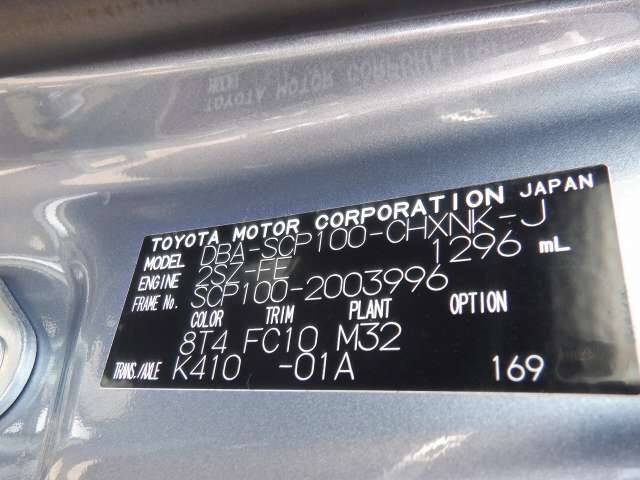 TOYOTA MOTOR CORPORATION JAPAN
MODEL DBA-SCP100-CHXNK-J
ENGINE 2SZ-FE 1296 mL
FRAME No. SCP100-2003996
COLOR TRIM PLANT OPTION
8T4 FC10 M32
TRANS./AXLE K410 -01A 169